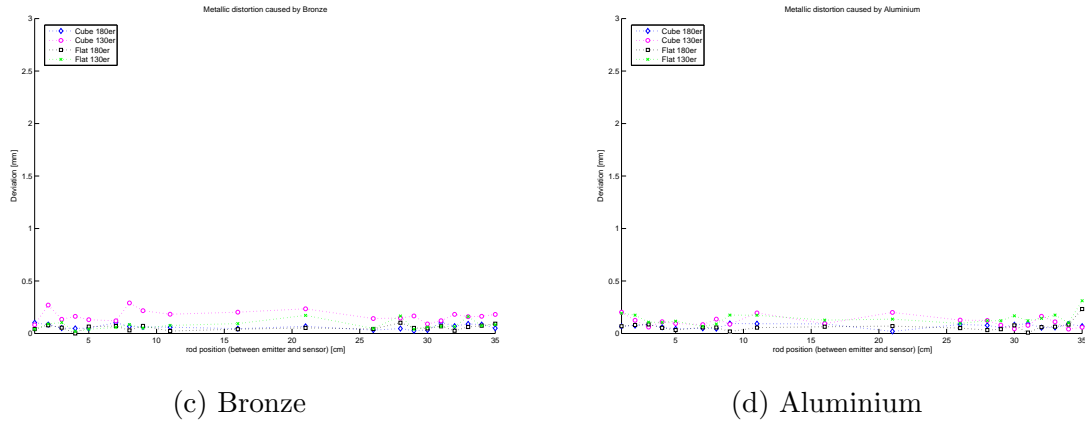 Metallic distortion caused by Bronze
3
2.5
2
1.5
1
0.5
0
5
10
15
20
25
30
35
Deviation [mm]
rod position (between emitter and sensor) [cm]
Cube 180er
Cube 130er
Flat 180er
Flat 130er
(c) Bronze
Metallic distortion caused by Aluminium
3
2.5
2
1.5
1
0.5
0
5
10
15
20
25
30
35
Deviation [mm]
rod position (between emitter and sensor) [cm]
Cube 180er
Cube 130er
Flat 180er
Flat 130er
(d) Aluminium